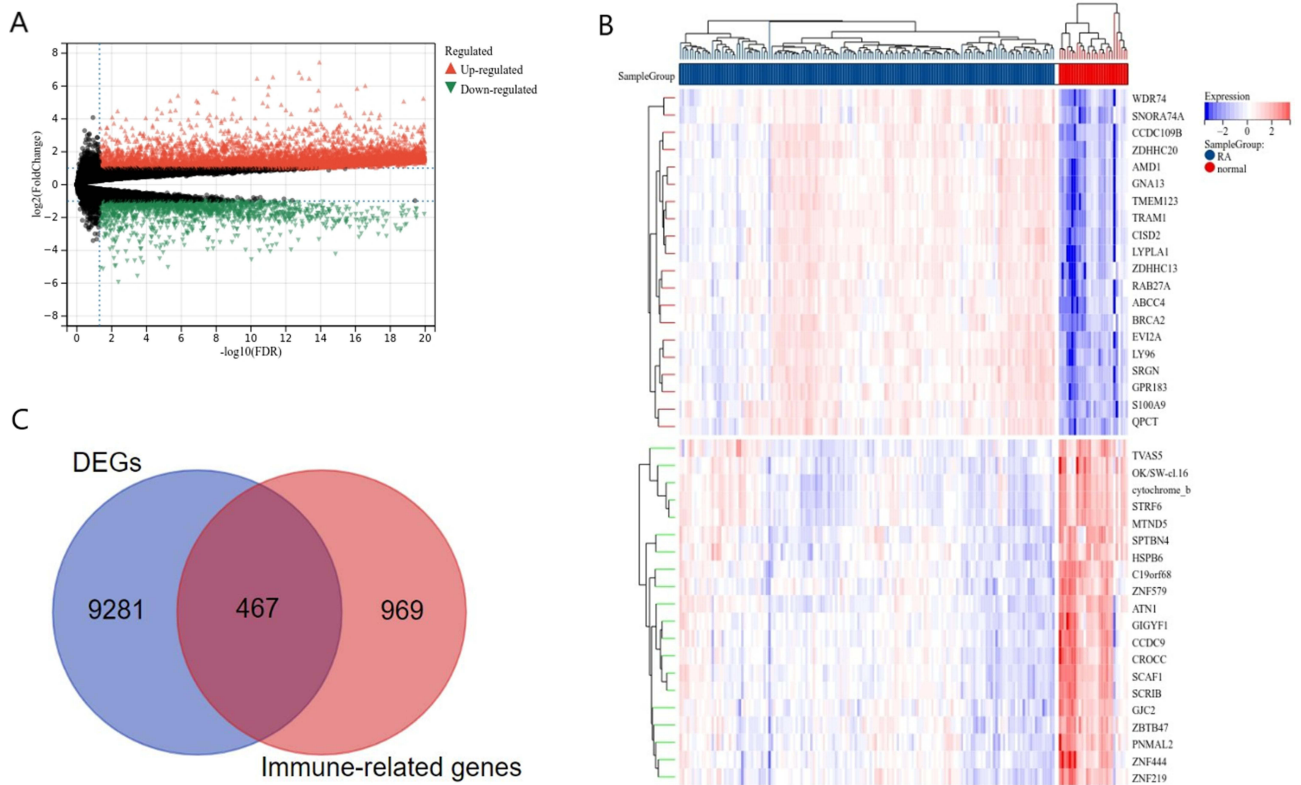 A
Regulated
Up-regulated
Down-regulated
log2(FoldChange)
8
6
4
2
0
−2
−4
−6
−8
0 2 4 6 8 10 12 14 16 18 20
-log10(FDR)
B
SampleGroup
Expression
−2 0 2
SampleGroup:
RA
normal
WDR74
SNORA74A
CCDC109B
ZDHHC20
AMD1
GNA13
TMEM123
TRAM1
CISD2
LYPLA1
ZDHHC13
RAB27A
ABCC4
BRCA2
EVI2A
LY96
SRGN
GPR183
S100A9
QPCT
TVAS5
OK/SW-cl.16
cytochrome_b
STRF6
MTND5
SPTBN4
HSPB6
C19orf68
ZNF579
ATN1
GIGYF1
CCDC9
CROCC
SCAF1
SCRIB
GJC2
ZBTB47
PNMAL2
ZNF444
ZNF219
C
DEGs
9281 467 969
Immune-related genes